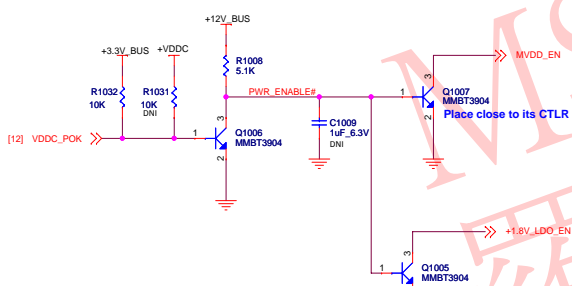 +12V_BUS
+3.3V_BUS
+VDDC
R1008
5.1K
R1032
10K
R1031
10K
DNI
PWR_ENABLE#
MVDD_EN
3
1
2
Q1007
MMBT3904
Place close to its CTLR
C1009
1uF_6.3V
DNI
[12] VDDC_POK
3
1
2
Q1006
MMBT3904
+1.8V_LDO_EN
3
1
Q1005
MMBT3904